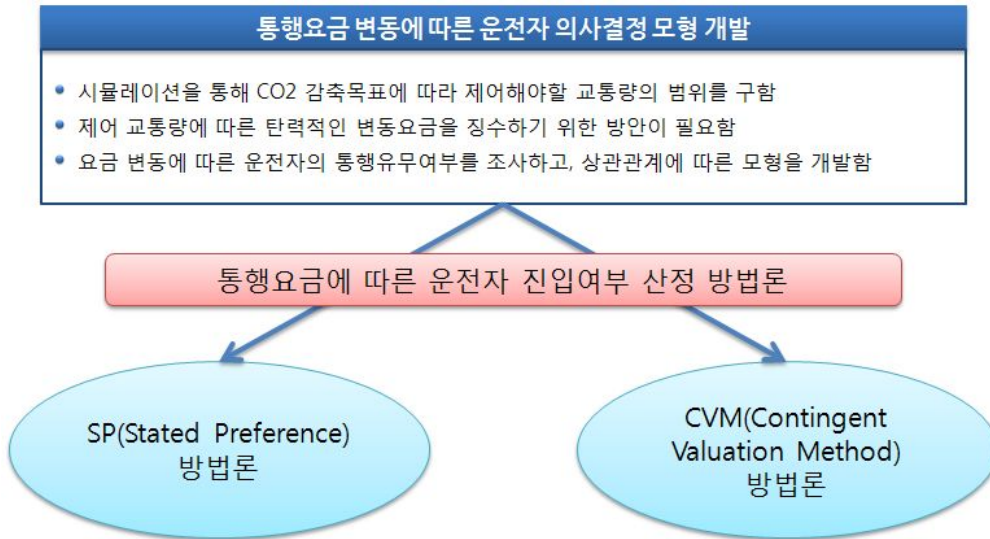 통행요금 변동에 따른 운전자 의사결정 모형 개발
시뮬레이션을 통해 CO2 감축목표에 따라 제어해야할 교통량의 범위를 구함
제어 교통량에 따른 탄력적인 변동요금을 징수하기 위한 방안이 필요함
요금 변동에 따른 운전자의 통행유무여부를 조사하고, 상관관계에 따른 모형을 개발함
통행요금에 따른 운전자 진입여부 산정 방법론
SP(Stated Preference)
방법론
CVM(Contingent
Valuation Method)
방법론